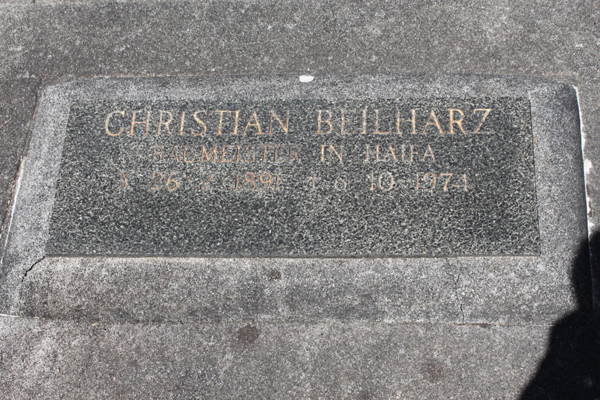 CHRISTIAN BEILHARZ
BAUMEISTER IN HAIFA
* 26 2 1891 + 6 10 1974